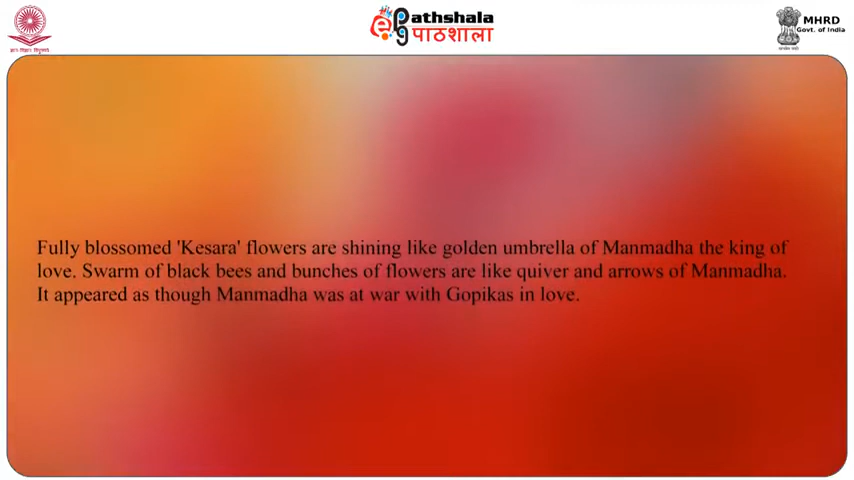 ePathshala
पाठशाला
MHRD
Govt. of India
Fully blossomed 'Kesara' flowers are shining like golden umbrella of Manmadha the king of
love. Swarm of black bees and bunches of flowers are like quiver and arrows of Manmadha.
It appeared as though Manmadha was at war with Gopikas in love.